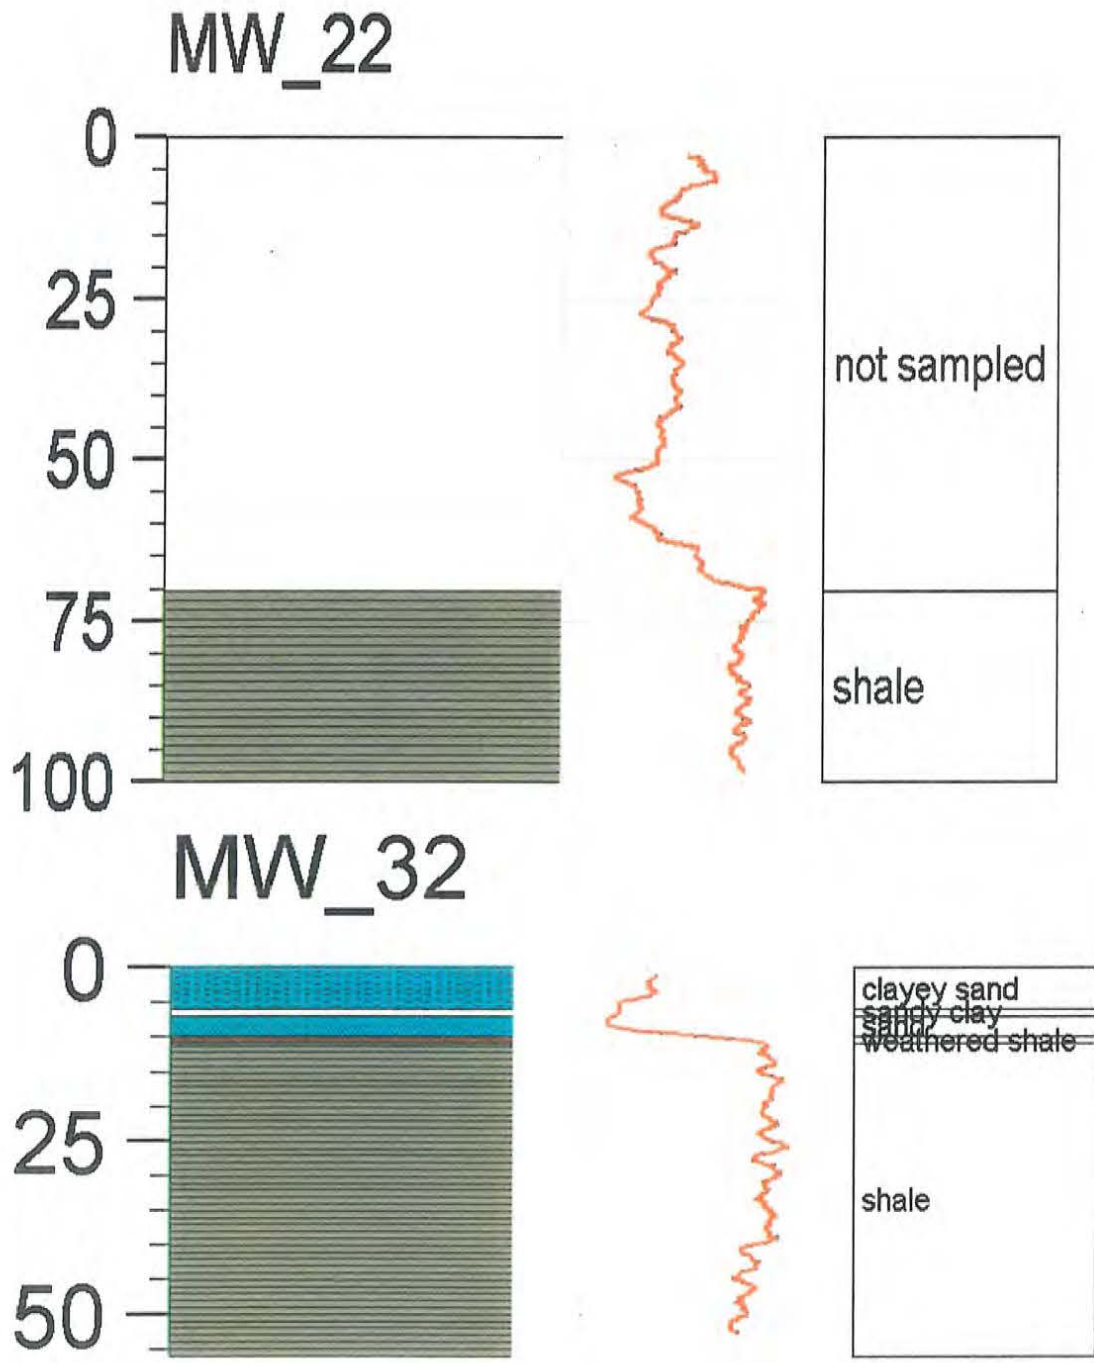 MW_22
0
25
50
75
100
not sampled
shale
MW_32
0
25
50
clayey sand
sandy clay
sand
weathered shale
shale